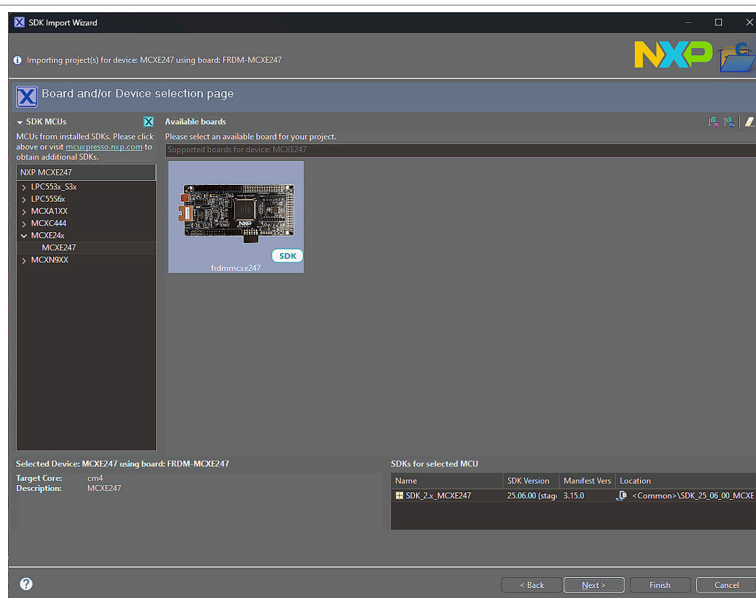 SDK Import Wizard
Importing project(s) for device: MCXE247 using board: FRDM-MCXE247
NXP
Board and/or Device selection page
SDK MCUs
MCUs from installed SDKs. Please click
above or visit mcuxpresso.nxp.com to
obtain additional SDKs.
NXP MCXE247
LPC553x_S3x
LPC55S6x
MCXA1XX
MCXC444
MCXE24x
MCXE247
MCXN9XX
Available boards
Please select an available board for your project.
Supported boards for device: MCXE247
NXP
SDK
frdmmcxe247
Selected Device: MCXE247 using board: FRDM-MCXE247
Target Core: cm4
Description: MCXE247
SDKs for selected MCU
Name SDK Version Manifest Vers Location
SDK_2.x_MCXE247 25.06.00 (stag 3.15.0 <Common>\SDK_25_06_00_MCXE
< Back Next > Finish Cancel